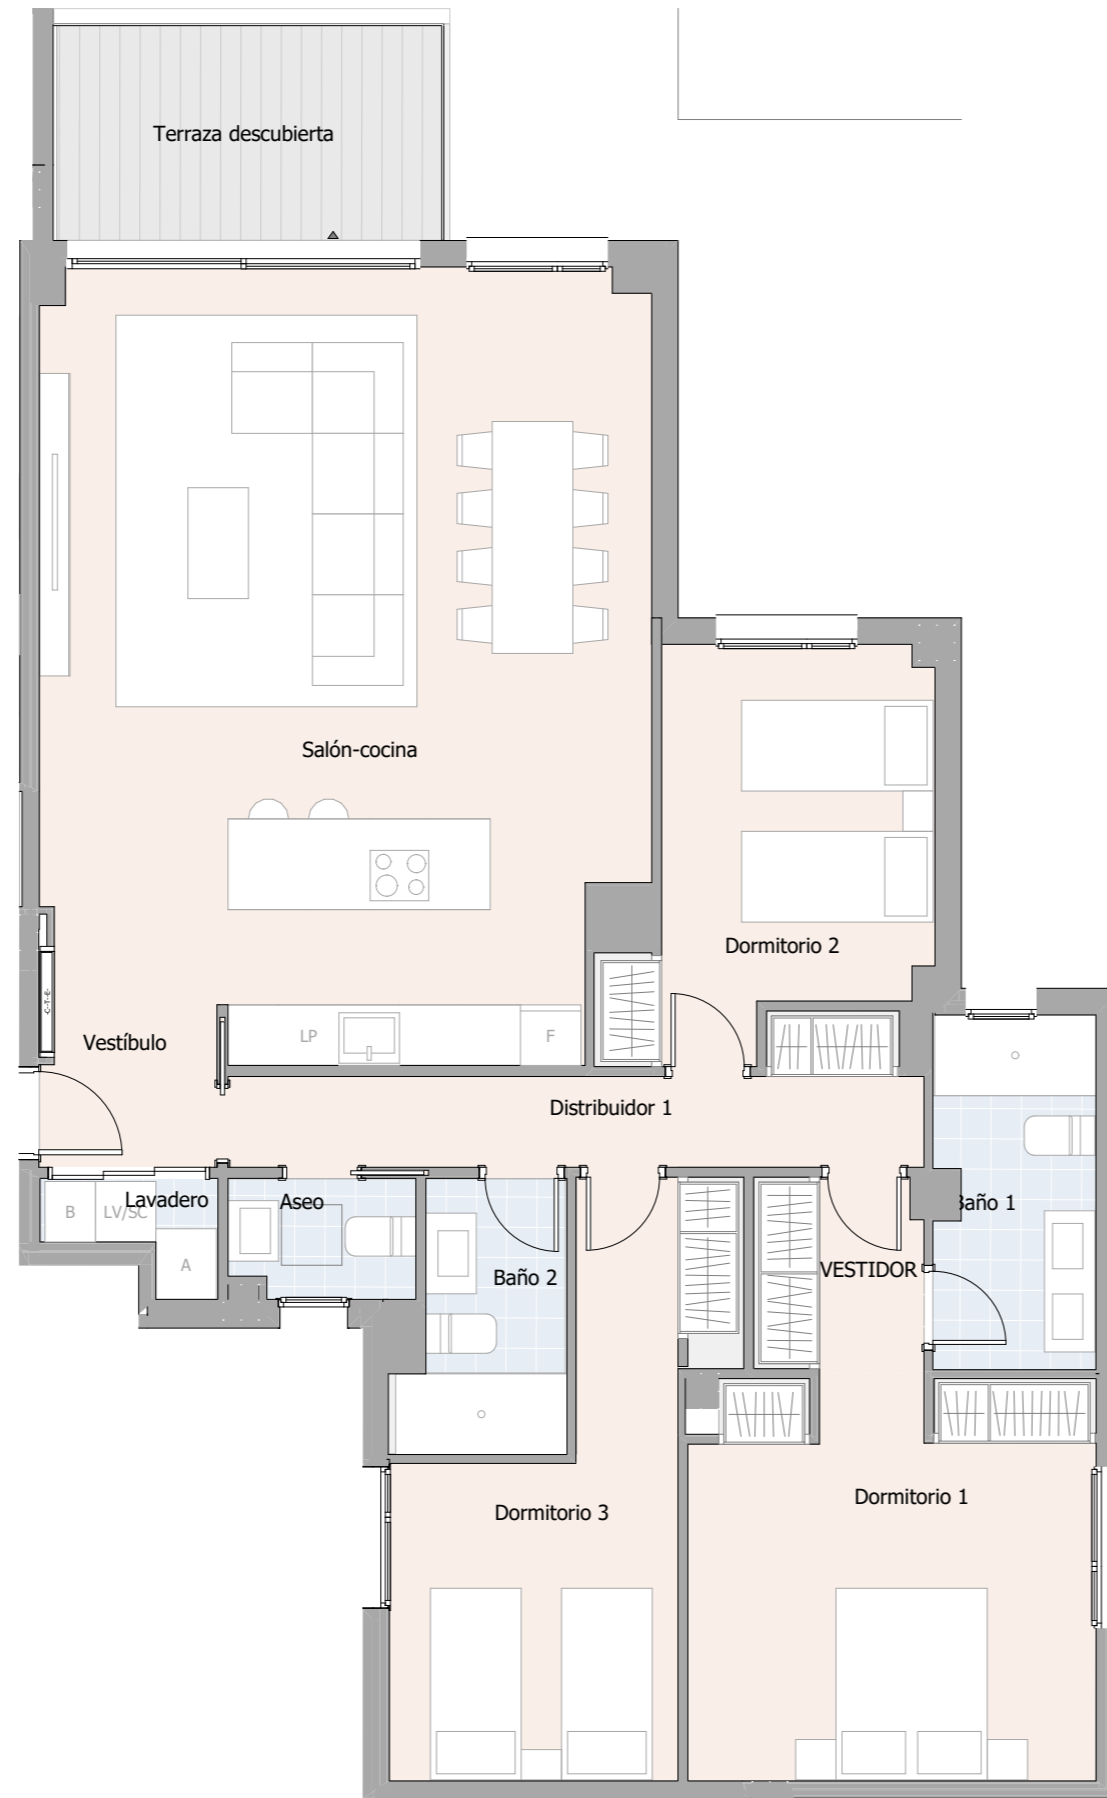 Terraza descubierta
Salón-cocina
Dormitorio 2
-C-T-E-
Vestíbulo
LP
F
Distribuidor 1
B
LV/SC
Lavadero
A
Aseo
Baño 2
VESTIDOR
Baño 1
Dormitorio 3
Dormitorio 1